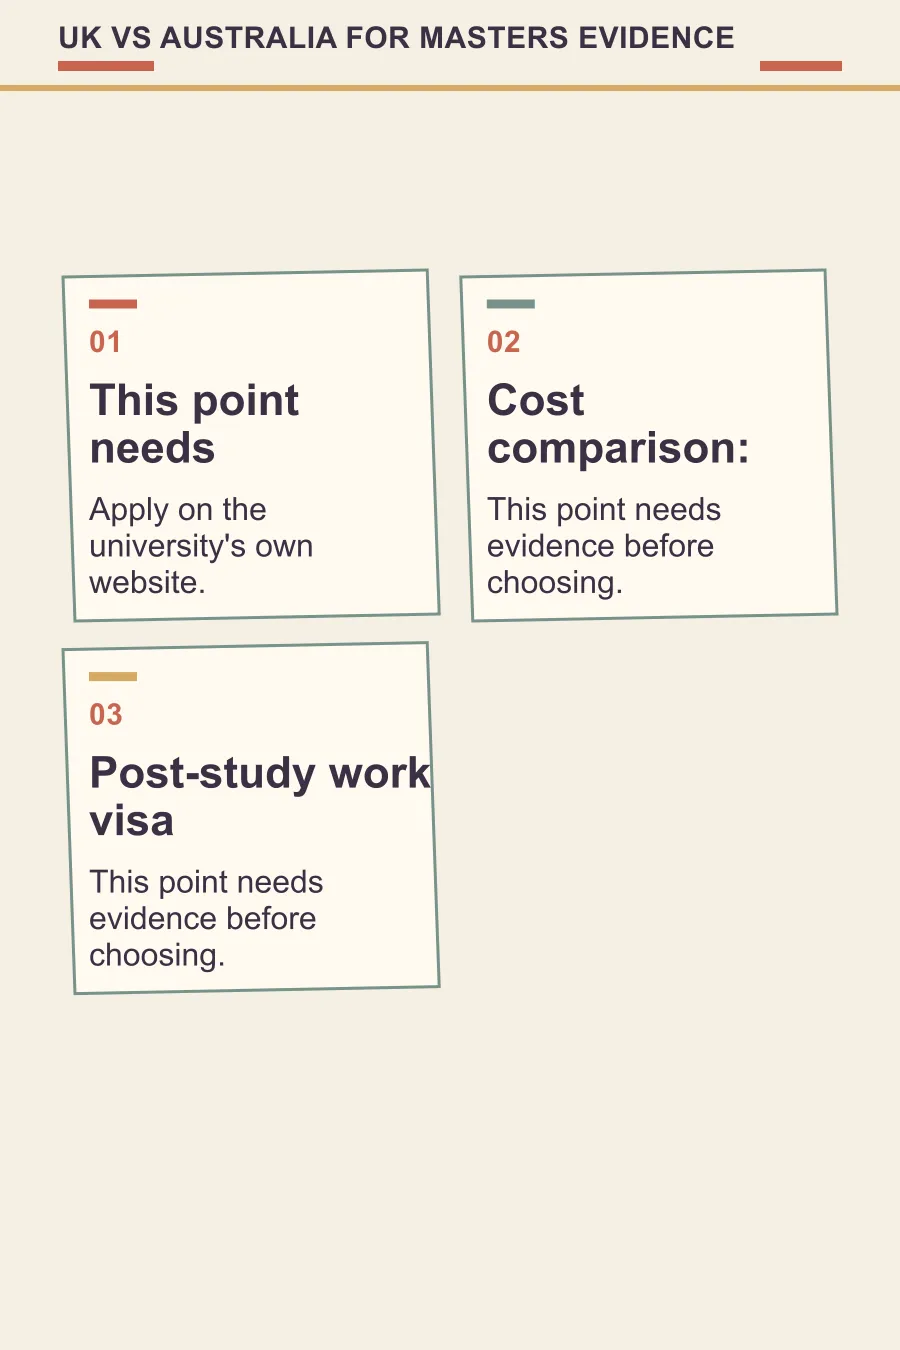 UK VS AUSTRALIA FOR MASTERS EVIDENCE
01
This point
needs
Apply on the
university's own
website.
02
Cost
comparison:
This point needs
evidence before
choosing.
03
Post-study work
visa
This point needs
evidence before
choosing.